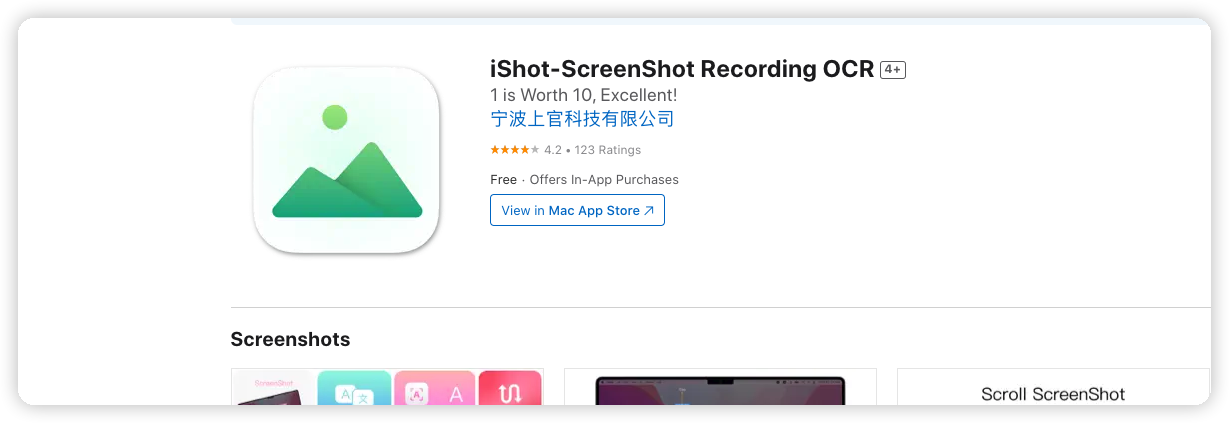 iShot-ScreenShot Recording OCR 4+
1 is Worth 10, Excellent!
宁波上官科技有限公司
★★★★★ 4.2 • 123 Ratings
Free · Offers In-App Purchases
View in Mac App Store ↗
Screenshots
ScreenShot
A 文
A A
Scroll ScreenShot